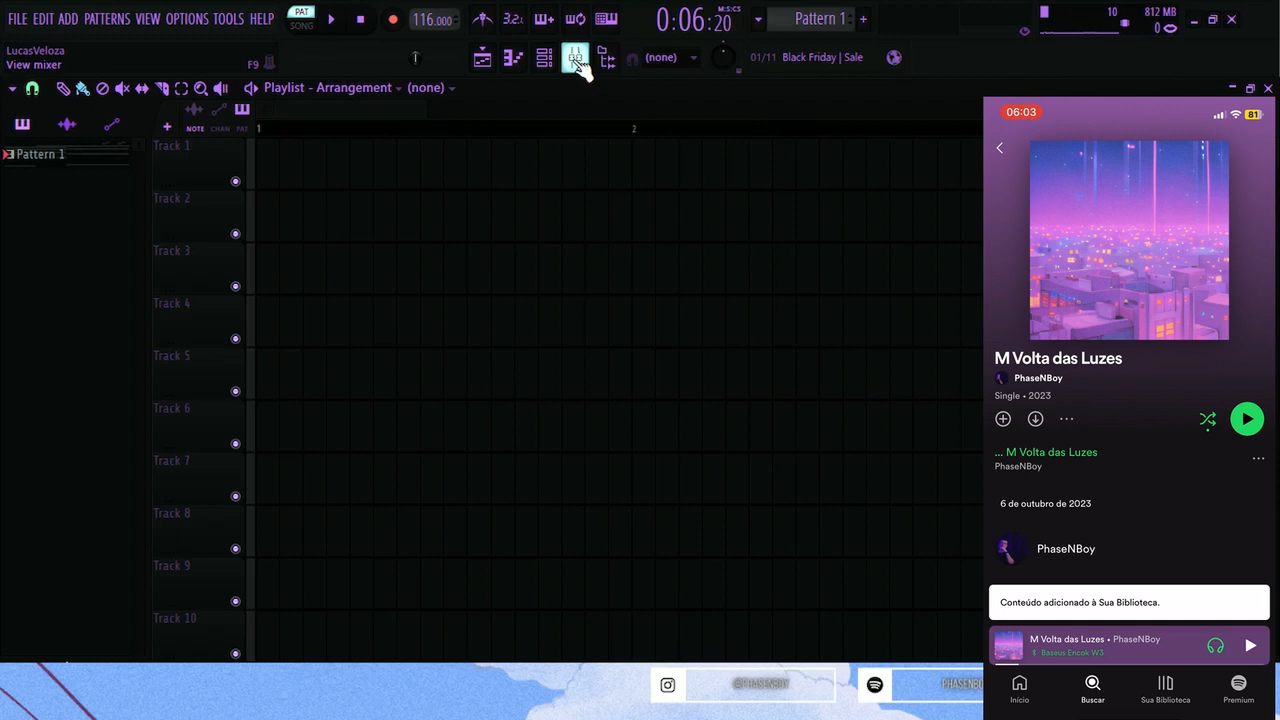 FILE EDIT ADD PATTERNS VIEW OPTIONS TOOLS HELP
PAT
SONG
116.000
3.2.
0:06:20
M:S:CS
Pattern 1
10
812 MB
0
LucasVeloza
View mixer
F9
(none)
01/11 Black Friday | Sale
Playlist - Arrangement
(none)
NOTE CHAN PAT
1
2
Pattern 1
Track 1
Track 2
Track 3
Track 4
Track 5
Track 6
Track 7
Track 8
Track 9
Track 10
06:03
81
M Volta das Luzes
PhaseNBoy
Single • 2023
... M Volta das Luzes
PhaseNBoy
6 de outubro de 2023
PhaseNBoy
Conteúdo adicionado à Sua Biblioteca.
M Volta das Luzes • PhaseNBoy
Baseus Encok W3
Início
Buscar
Sua Biblioteca
Premium
@PHASENBOY
PHASENBO